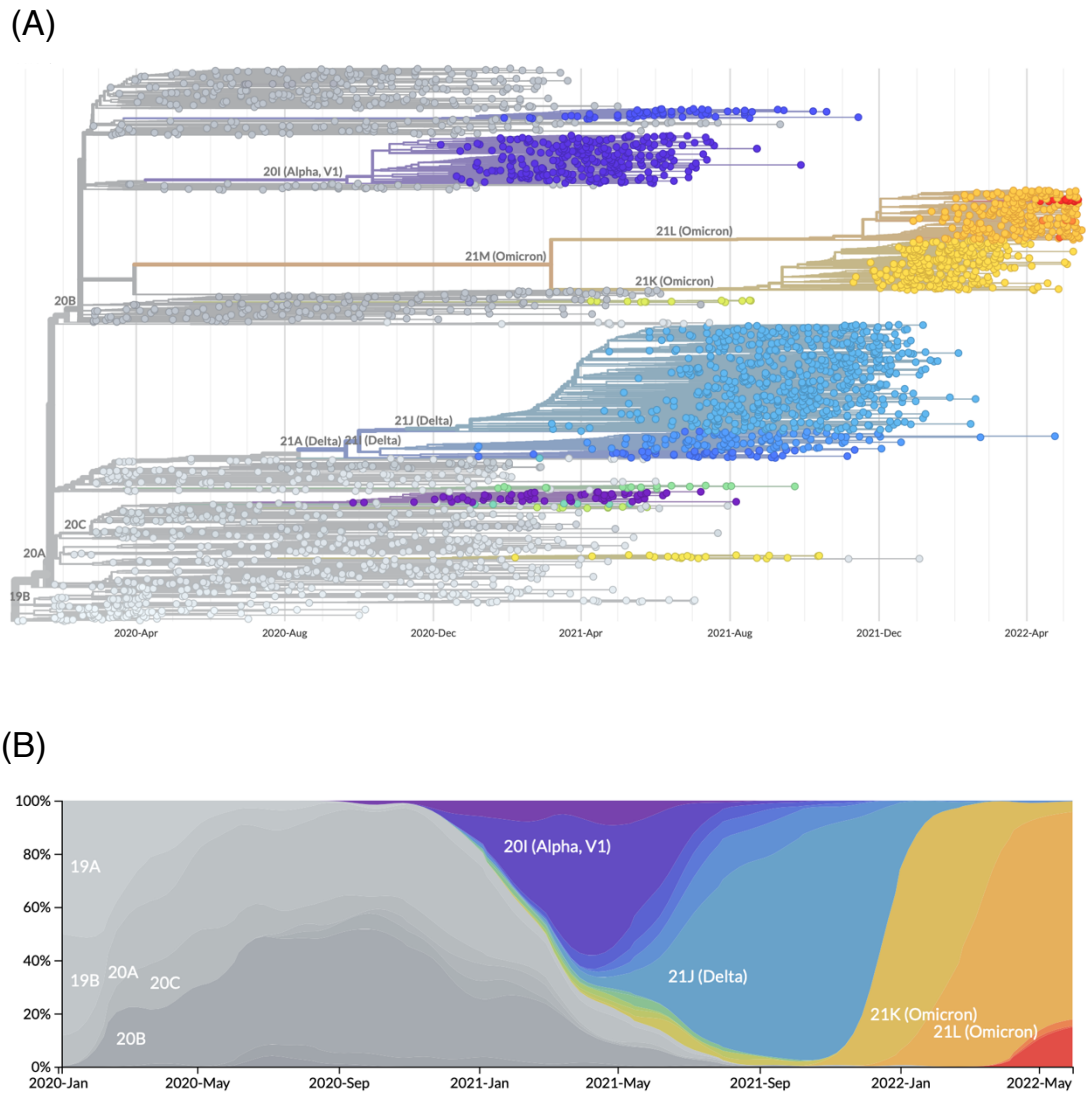 (A)
20I (Alpha, V1)
21L (Omicron)
21M (Omicron)
21K (Omicron)
20B
21J (Delta)
21A (Delta) 21I (Delta)
20C
20A
19B
2020-Apr 2020-Aug 2020-Dec 2021-Apr 2021-Aug 2021-Dec 2022-Apr
(B)
100%
80%
60%
40%
20%
0%
20I (Alpha, V1)
19A
19B 20A 20C
21J (Delta)
20B
21K (Omicron)
21L (Omicron)
2020-Jan 2020-May 2020-Sep 2021-Jan 2021-May 2021-Sep 2022-Jan 2022-May